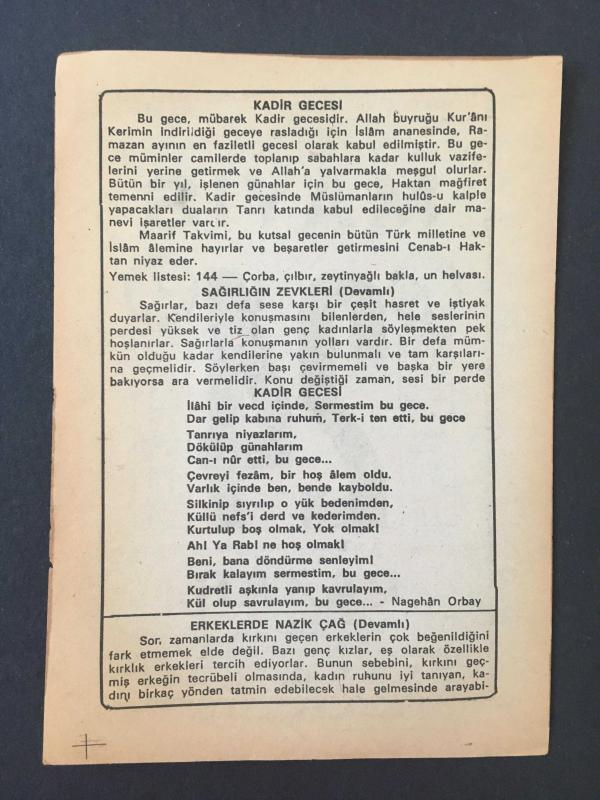 KADİR GECESİ
Bu gece, mübarek Kadir gecesidir. Allah buyruğu Kur'ânı
Kerimin İndirildiği geceye rasladığı için İslâm ananesinde, Ra-
mazan ayının en faziletli gecesi olarak kabul edilmiştir. Bu ge-
ce müminler camilerde toplanıp sabahlara kadar kulluk vazife-
lerini yerine getirmek ve Allah'a yalvarmakla meşgul olurlar.
Bütün bir yıl, işlenen günahlar için bu gece, Haktan mağfiret
temenni edilir. Kadir gecesinde Müslümanların hulûs-u kalple
yapacakları duaların Tanrı katında kabul edileceğine dair ma-
nevi işaretler vardır.
Maarif Takvimi, bu kutsal gecenin bütün Türk milletine ve
İslâm âlemine hayırlar ve beşaretler getirmesini Cenab-ı Hak-
tan niyaz eder.
Yemek listesi: 144 — Çorba, çılbır, zeytinyağlı bakla, un helvası.
SAĞIRLIĞIN ZEVKLERİ (Devamlı)
Sağırlar, bazı defa sese karşı bir çeşit hasret ve iştiyak
duyarlar. Kendileriyle konuşmasını bilenlerden, hele seslerinin
perdesi yüksek ve tiz olan genç kadınlarla söyleşmekten pek
hoşlanırlar. Sağırlarla konuşmanın yolları vardır. Bir defa müm-
kün olduğu kadar kendilerine yakın bulunmalı ve tam karşıları-
na geçmelidir. Söylerken başı çevirmemeli ve başka bir yere
bakıyorsa ara vermelidir. Konu değiştiği zaman, sesi bir perde
KADİR GECESİ
İlâhi bir vecd içinde, Sermestim bu gece.
Dar gelip kabına ruhum, Terk-i ten etti, bu gece
Tanrıya niyazlarım,
Dökülüp günahlarım
Can-ı nûr etti, bu gece...
Çevreyi fezâm, bir hoş âlem oldu.
Varlık içinde ben, bende kayboldu.
Silkinip sıyrılıp o yük bedenimden,
Küllü nefs'i derd ve kederimden.
Kurtulup boş olmak, Yok olmak!
Ah! Ya Rab! ne hoş olmak!
Beni, bana döndürme senleyim!
Bırak kalayım sermestim, bu gece...
Kudretli aşkınla yanıp kavrulayım,
Kül olup savrulayım, bu gece... - Nagehân Orbay
ERKEKLERDE NAZİK ÇAĞ (Devamlı)
Son zamanlarda kırkını geçen erkeklerin çok beğenildiğini
fark etmemek elde değil. Bazı genç kızlar, eş olarak özellikle
kırklık erkekleri tercih ediyorlar. Bunun sebebini, kırkını geç-
miş erkeğin tecrübeli olmasında, kadın ruhunu iyi tanıyan, ka-
dını birkaç yönden tatmin edebilecek hale gelmesinde arayabi-